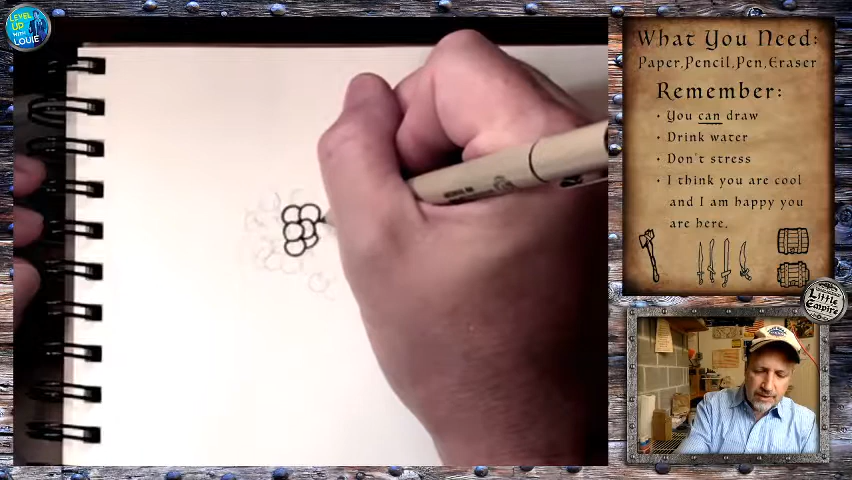 LEVEL
UP
WITH
LOUIE
What You Need:
Paper,Pencil,Pen,Eraser
Remember:
• You can draw
• Drink water
• Don't stress
• I think you are cool
and I am happy you
are here.
Little
Empire